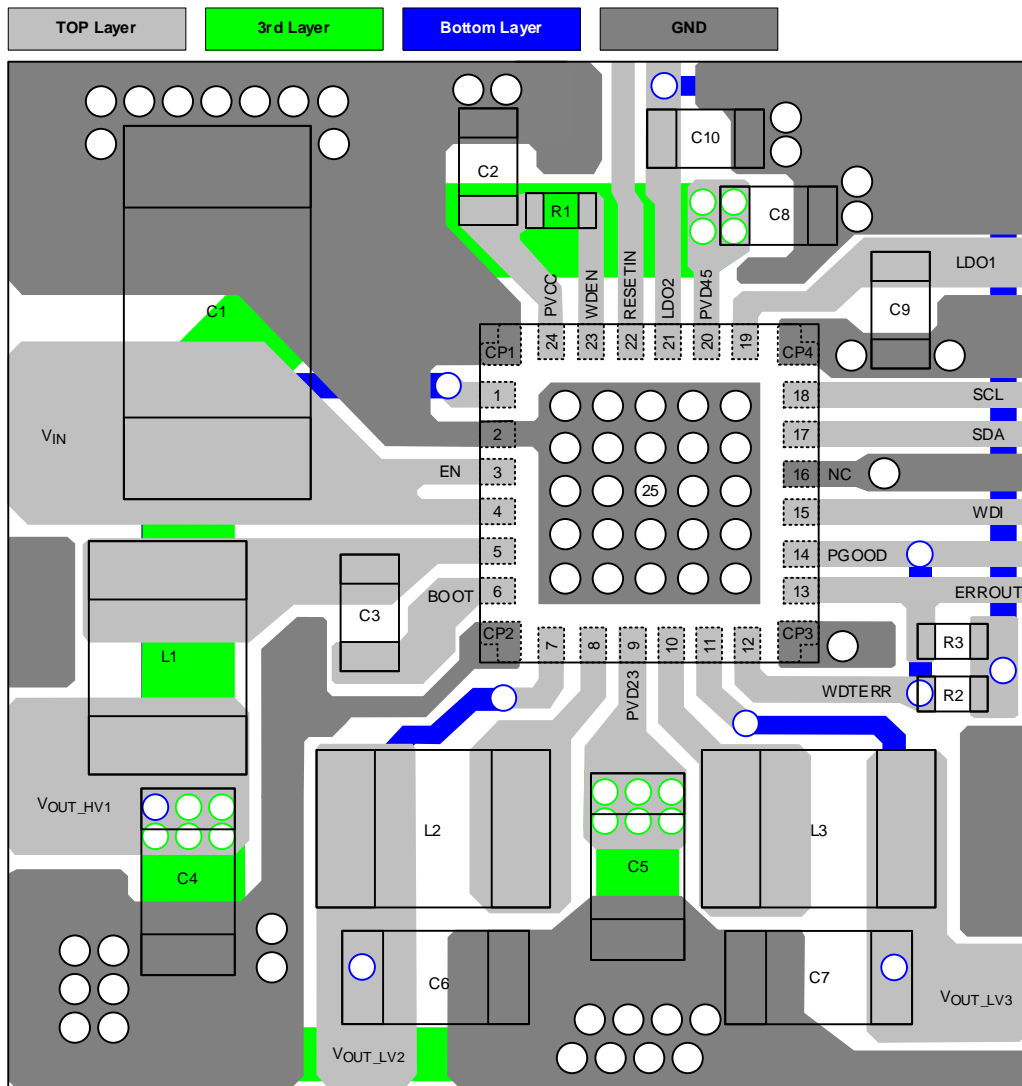 TOP Layer
3rd Layer
Bottom Layer
GND
C2
C10
R1
C8
LDO1
PVCC
WDEN
RESETIN
LDO2
PVD45
C1
C9
24
23
22
21
20
19
CP1
CP4
1
18
SCL
VIN
2
17
SDA
EN
3
16
NC
25
4
15
WDI
5
14
PGOOD
BOOT
6
13
ERROUT
C3
CP2
CP3
L1
7
8
9
10
11
12
R3
PVD23
WDTERR
R2
VOUT_HV1
L2
L3
C4
C5
C6
C7
VOUT_LV3
VOUT_LV2